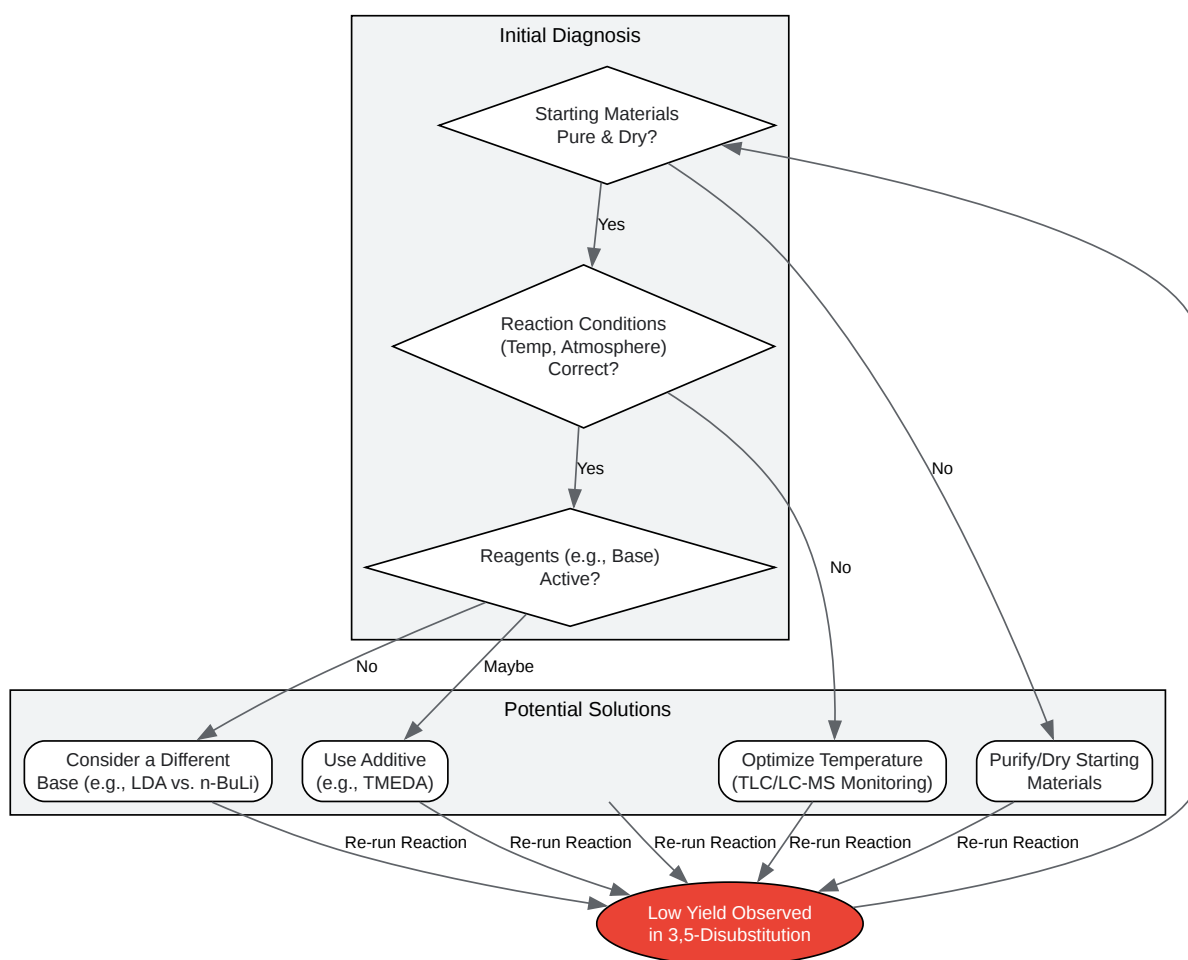 Initial Diagnosis
Starting Materials
Pure & Dry?
Yes
Reaction Conditions
(Temp, Atmosphere)
Correct?
No
Yes
Reagents (e.g., Base)
Active?
No
No
Maybe
Potential Solutions
Consider a Different
Base (e.g., LDA vs. n-BuLi)
Use Additive
(e.g., TMEDA)
Optimize Temperature
(TLC/LC-MS Monitoring)
Purify/Dry Starting
Materials
Re-run Reaction
Re-run Reaction
Re-run Reaction
Re-run Reaction
Re-run Reaction
Low Yield Observed
in 3,5-Disubstitution